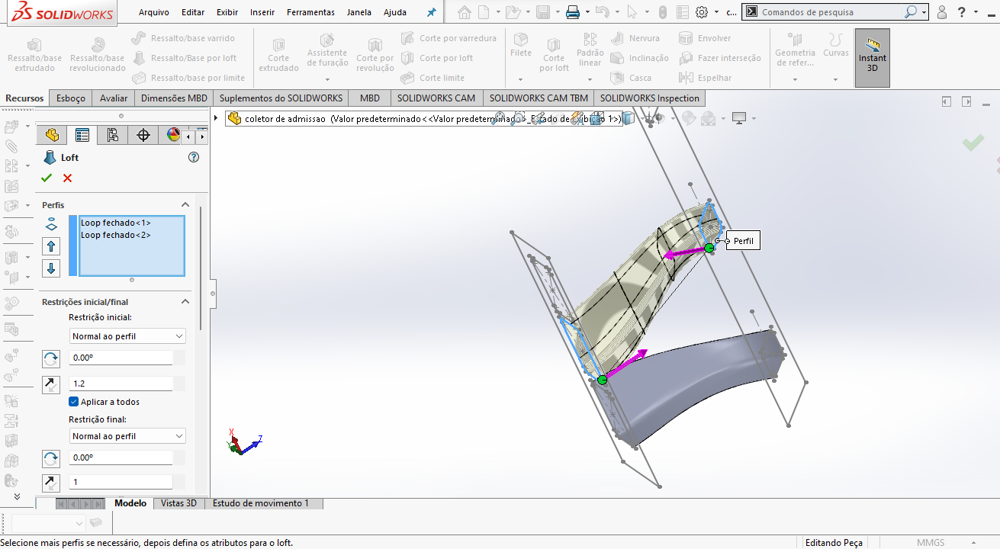 SOLIDWORKS
Arquivo Editar Exibir Inserir Ferramentas Janela Ajuda
c...
Comandos de pesquisa
?
Ressalto/base extrudado
Ressalto/base revolucionado
Ressalto/base varrido
Ressalto/Base por loft
Ressalto/base por limite
Corte extrudado
Assistente de furação
Corte por revolução
Corte por varredura
Corte por loft
Corte limite
Filete
Corte por loft
Padrão linear
Nervura
Inclinação
Casca
Envolver
Fazer interseção
Espelhar
Geometria de refer...
Curvas
Instant 3D
Recursos Esboço Avaliar Dimensões MBD Suplementos do SOLIDWORKS MBD SOLIDWORKS CAM SOLIDWORKS CAM TBM SOLIDWORKS Inspection
coletor de admissao (Valor predeterminado<<Valor predeterminado>_Estado de Exibição 1>)
Loft
?
Perfis
Loop fechado<1>
Loop fechado<2>
Restrições inicial/final
Restrição inicial:
Normal ao perfil
0.00º
1.2
Aplicar a todos
Restrição final:
Normal ao perfil
0.00º
1
Perfil
X
Y
Z
Modelo Vistas 3D Estudo de movimento 1
Selecione mais perfis se necessário, depois defina os atributos para o loft.
Editando Peça
MMGS